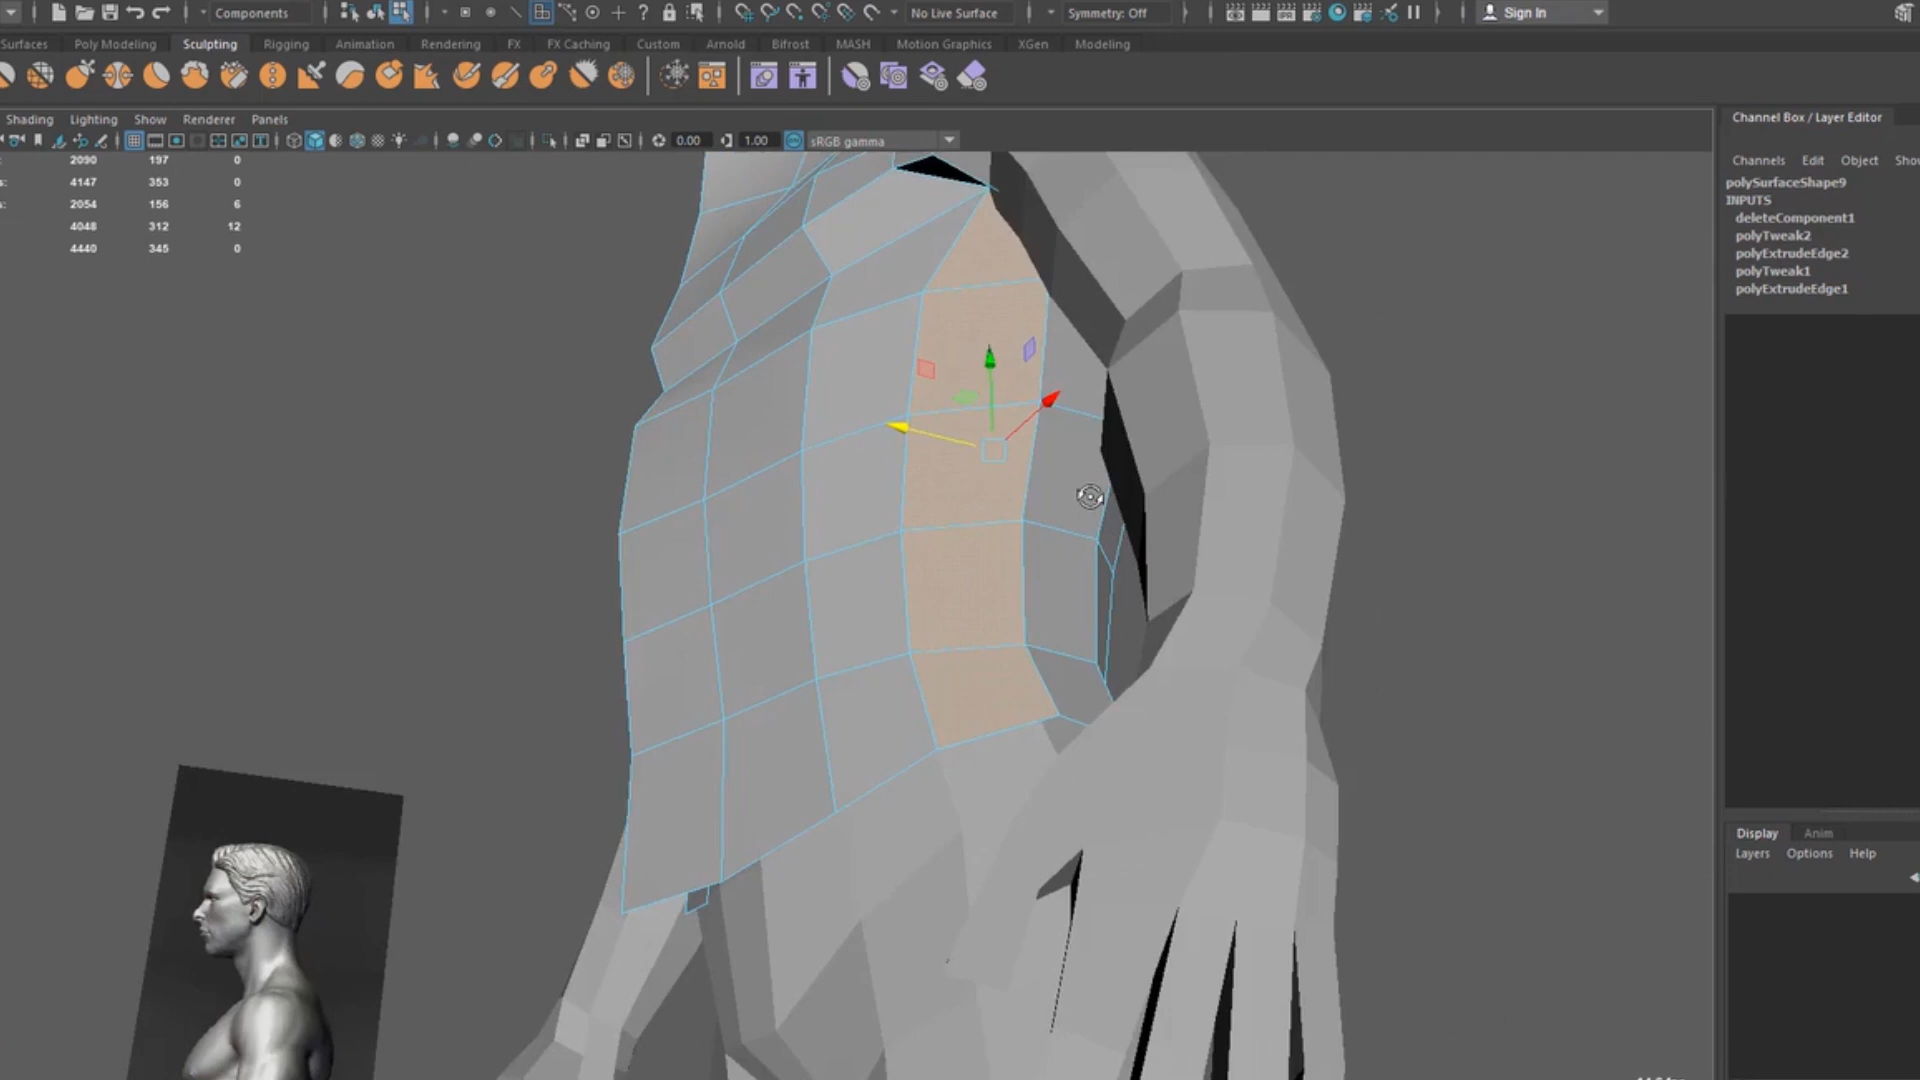 Components
No Live Surface
Symmetry: Off
Sign In
Surfaces Poly Modeling Sculpting Rigging Animation Rendering FX FX Caching Custom Arnold Bifrost MASH Motion Graphics XGen Modeling
Shading Lighting Show Renderer Panels
0.00 1.00 sRGB gamma
: 2090 197 0
s: 4147 353 0
s: 2054 156 6
4048 312 12
4440 345 0
Channel Box / Layer Editor
Channels Edit Object Show
polySurfaceShape9
INPUTS
deleteComponent1
polyTweak2
polyExtrudeEdge2
polyTweak1
polyExtrudeEdge1
Display Anim
Layers Options Help